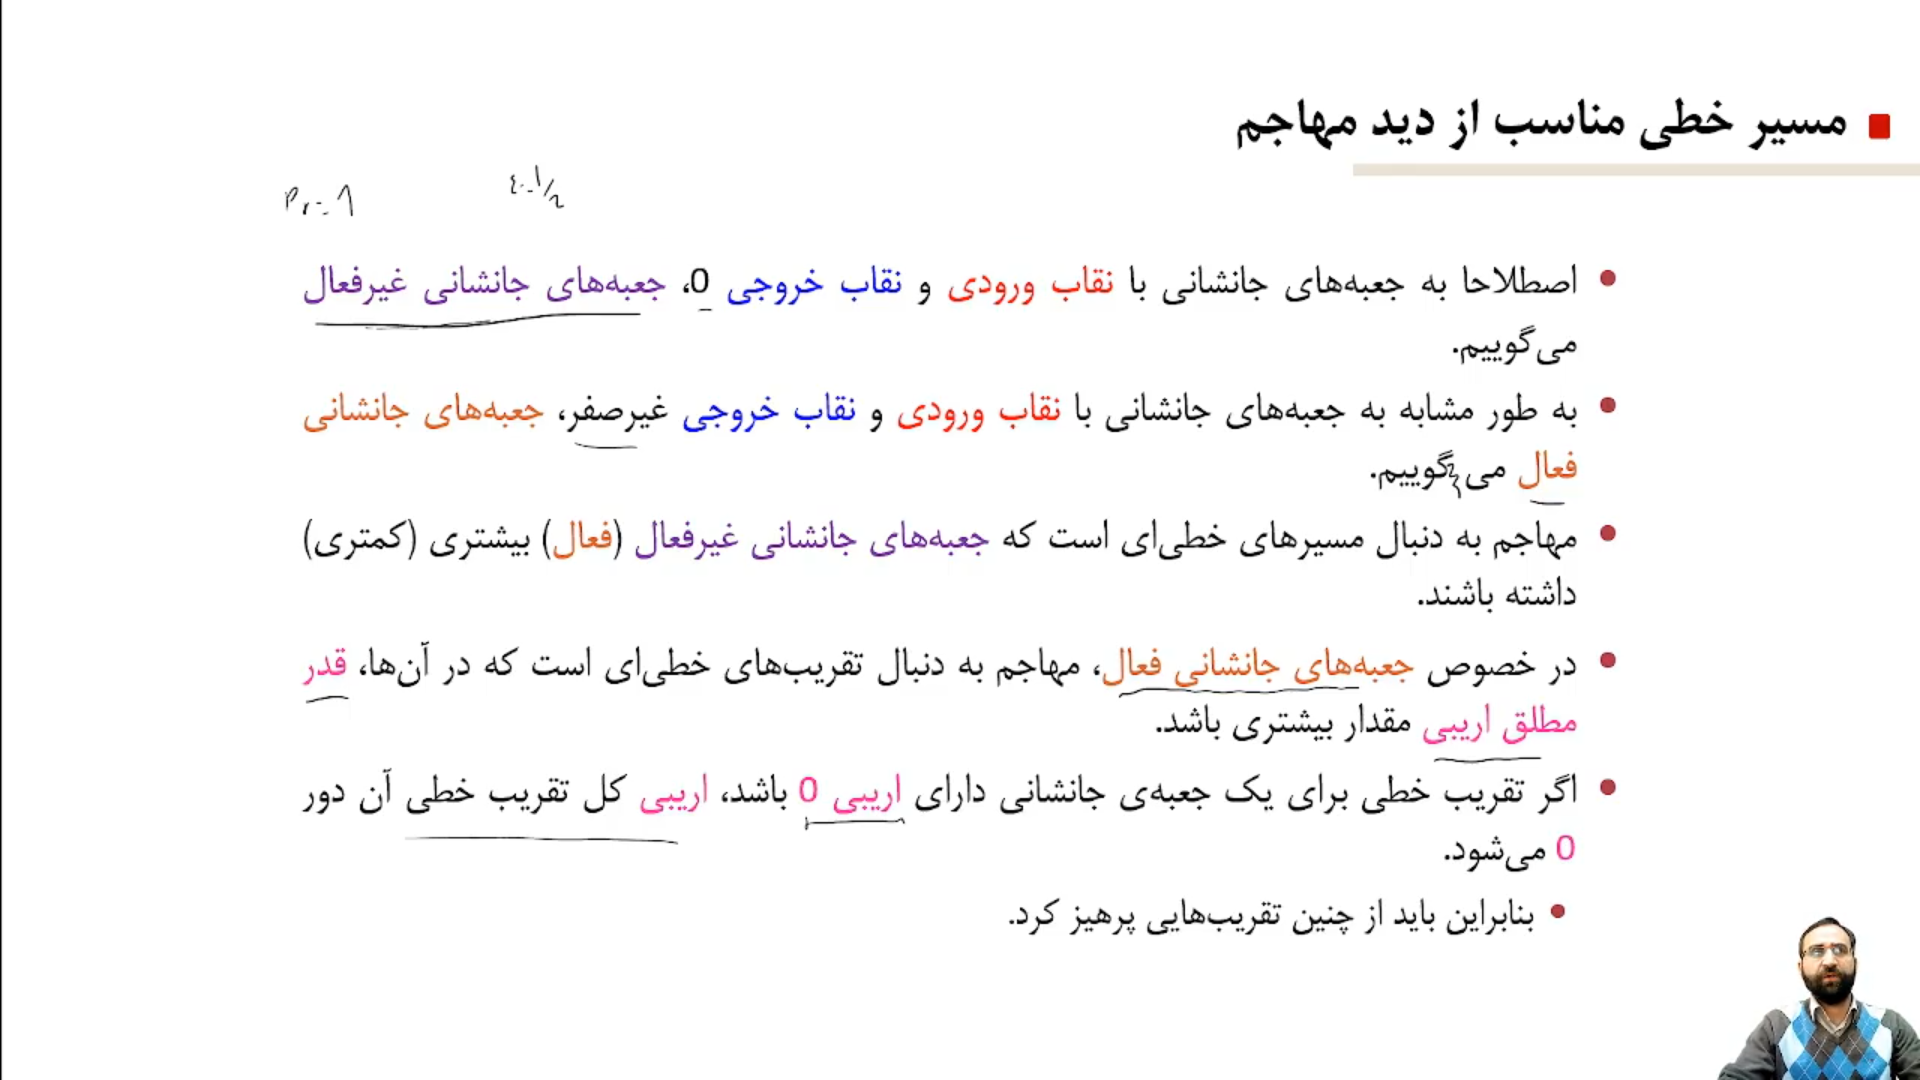 مسیر خطی مناسب از دید مهاجم
Pr=1
ε=1/2
اصطلاحا به جعبه‌های جانشانی با نقاب ورودی و نقاب خروجی 0، جعبه‌های جانشانی غیرفعال
می‌گوییم.
به طور مشابه به جعبه‌های جانشانی با نقاب ورودی و نقاب خروجی غیرصفر، جعبه‌های جانشانی
فعال می‌گوییم.
مهاجم به دنبال مسیرهای خطی‌ای است که جعبه‌های جانشانی غیرفعال (فعال) بیشتری (کمتری)
داشته باشند.
در خصوص جعبه‌های جانشانی فعال، مهاجم به دنبال تقریب‌های خطی‌ای است که در آن‌ها، قدر
مطلق اریبی مقدار بیشتری باشد.
اگر تقریب خطی برای یک جعبه‌ی جانشانی دارای اریبی 0 باشد، اریبی کل تقریب خطی آن دور
0 می‌شود.
بنابراین باید از چنین تقریب‌هایی پرهیز کرد.